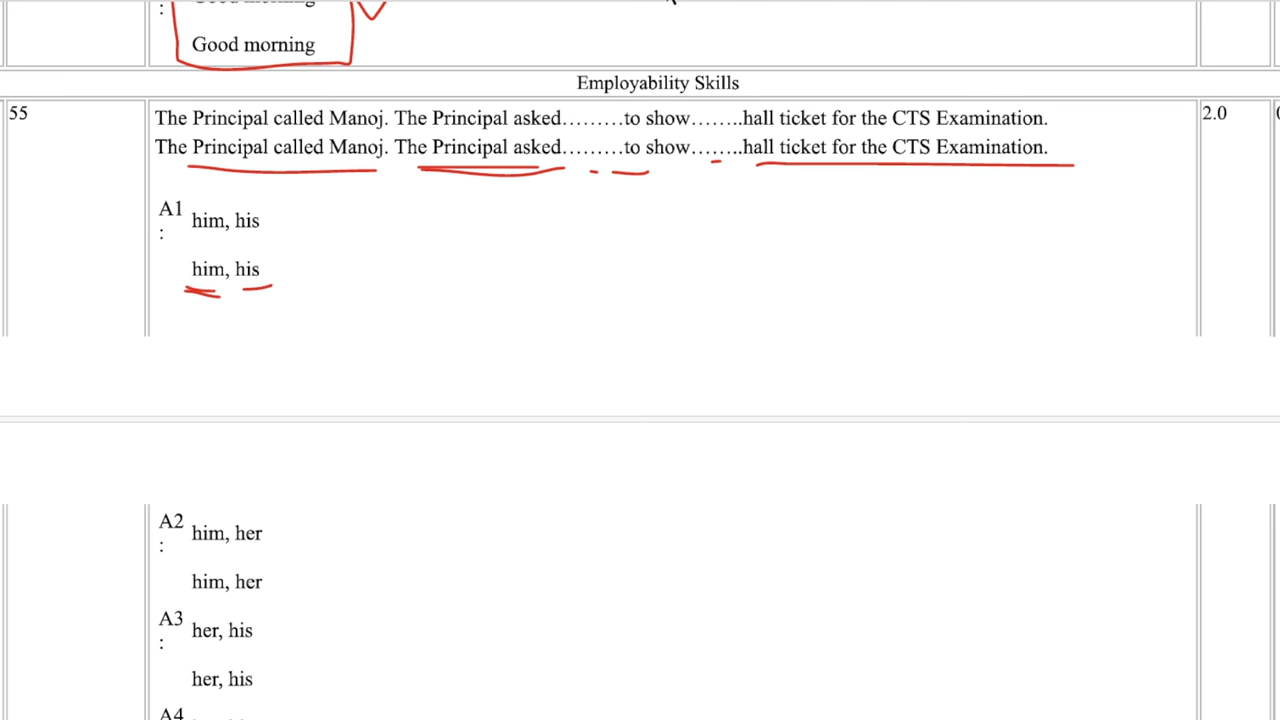 :
Good morning
Employability Skills
55
The Principal called Manoj. The Principal asked.........to show........hall ticket for the CTS Examination.
2.0
The Principal called Manoj. The Principal asked.........to show........hall ticket for the CTS Examination.
A1
him, his
:
him, his
A2
him, her
:
him, her
A3
her, his
:
her, his
A4